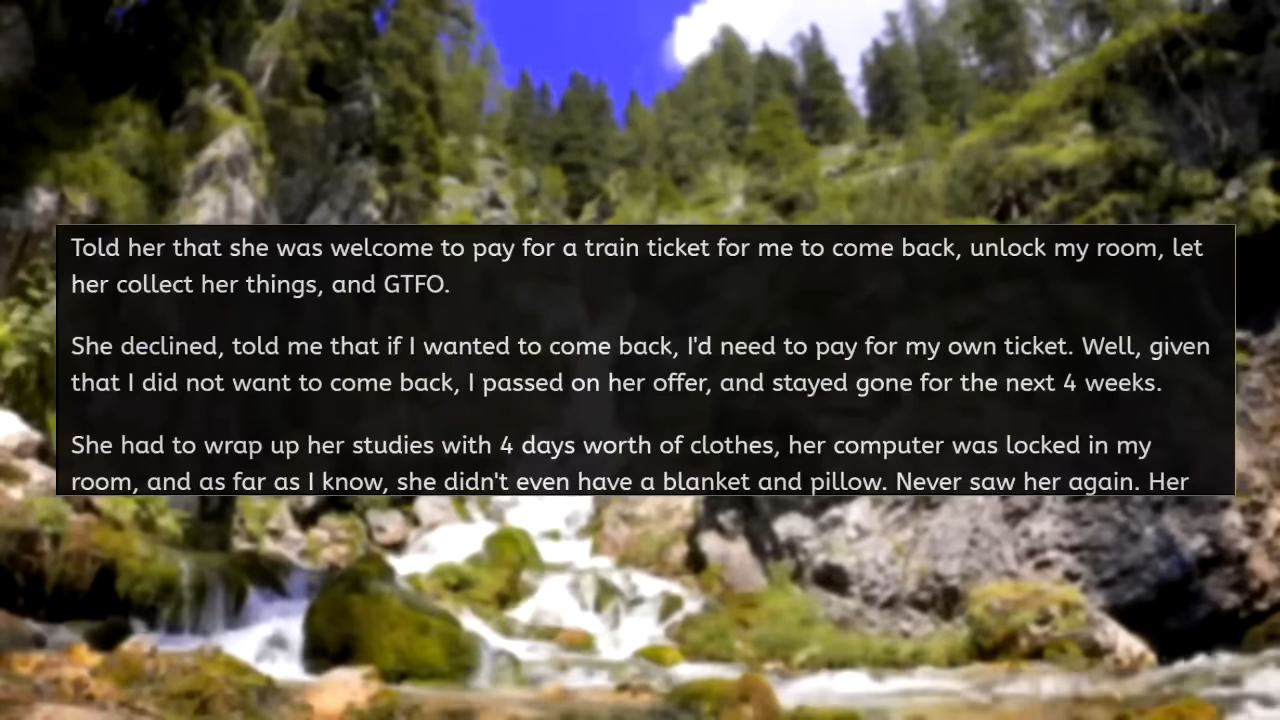 Told her that she was welcome to pay for a train ticket for me to come back, unlock my room, let
her collect her things, and GTFO.
She declined, told me that if I wanted to come back, I'd need to pay for my own ticket. Well, given
that I did not want to come back, I passed on her offer, and stayed gone for the next 4 weeks.
She had to wrap up her studies with 4 days worth of clothes, her computer was locked in my
room, and as far as I know, she didn't even have a blanket and pillow. Never saw her again. Her